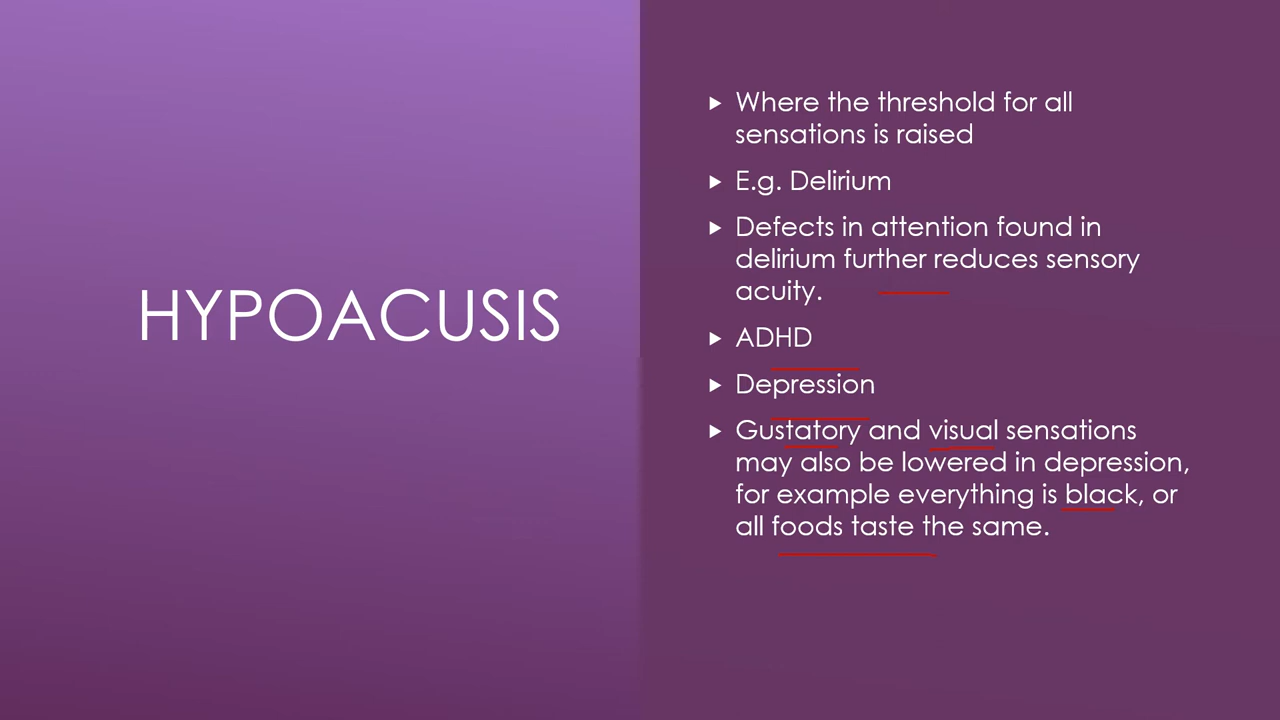 HYPOACUSIS
Where the threshold for all
sensations is raised
E.g. Delirium
Defects in attention found in
delirium further reduces sensory
acuity.
ADHD
Depression
Gustatory and visual sensations
may also be lowered in depression,
for example everything is black, or
all foods taste the same.